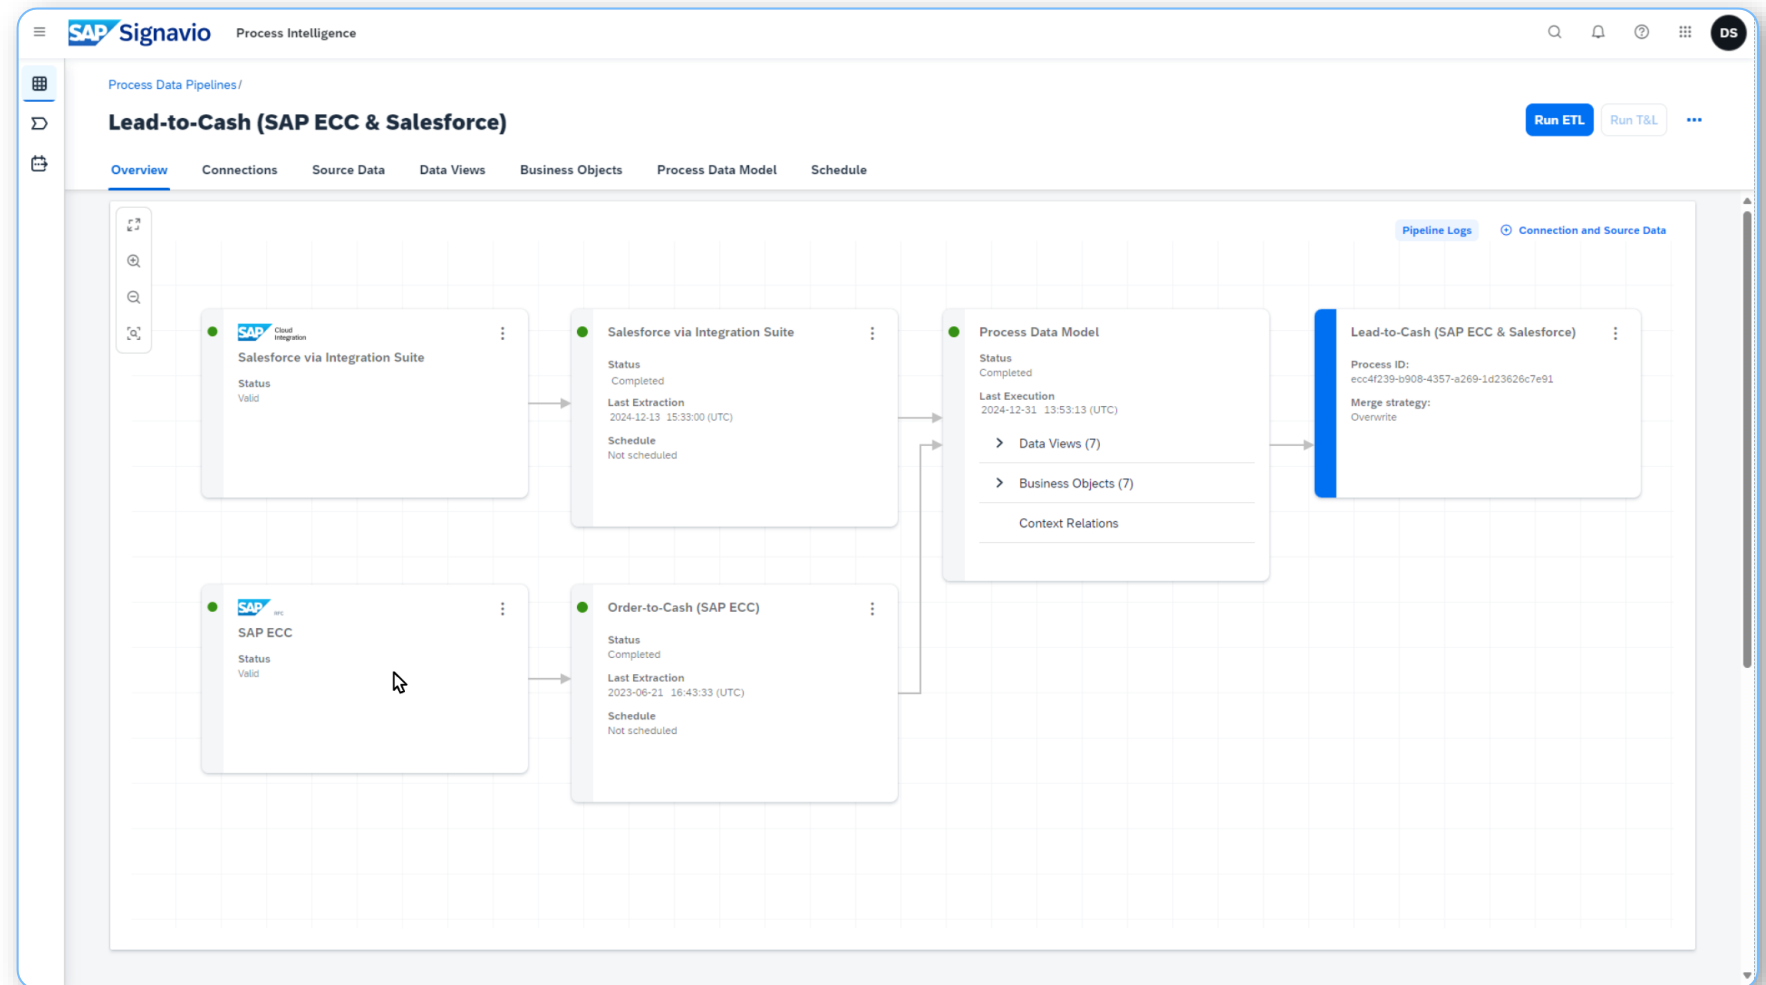 SAP Signavio Process Intelligence DS
Process Data Pipelines/
Lead-to-Cash (SAP ECC & Salesforce)
Run ETL Run T&L
Overview Connections Source Data Data Views Business Objects Process Data Model Schedule
Pipeline Logs Connection and Source Data
SAP Cloud Integration
Salesforce via Integration Suite
Status
Valid
Salesforce via Integration Suite
Status
Completed
Last Extraction
2024-12-13 15:33:00 (UTC)
Schedule
Not scheduled
Process Data Model
Status
Completed
Last Execution
2024-12-31 13:53:13 (UTC)
Data Views (7)
Business Objects (7)
Context Relations
Lead-to-Cash (SAP ECC & Salesforce)
Process ID:
ecc4f239-b908-4357-a269-1d23626c7e91
Merge strategy:
Overwrite
SAP
SAP ECC
Status
Valid
Order-to-Cash (SAP ECC)
Status
Completed
Last Extraction
2023-06-21 16:43:33 (UTC)
Schedule
Not scheduled